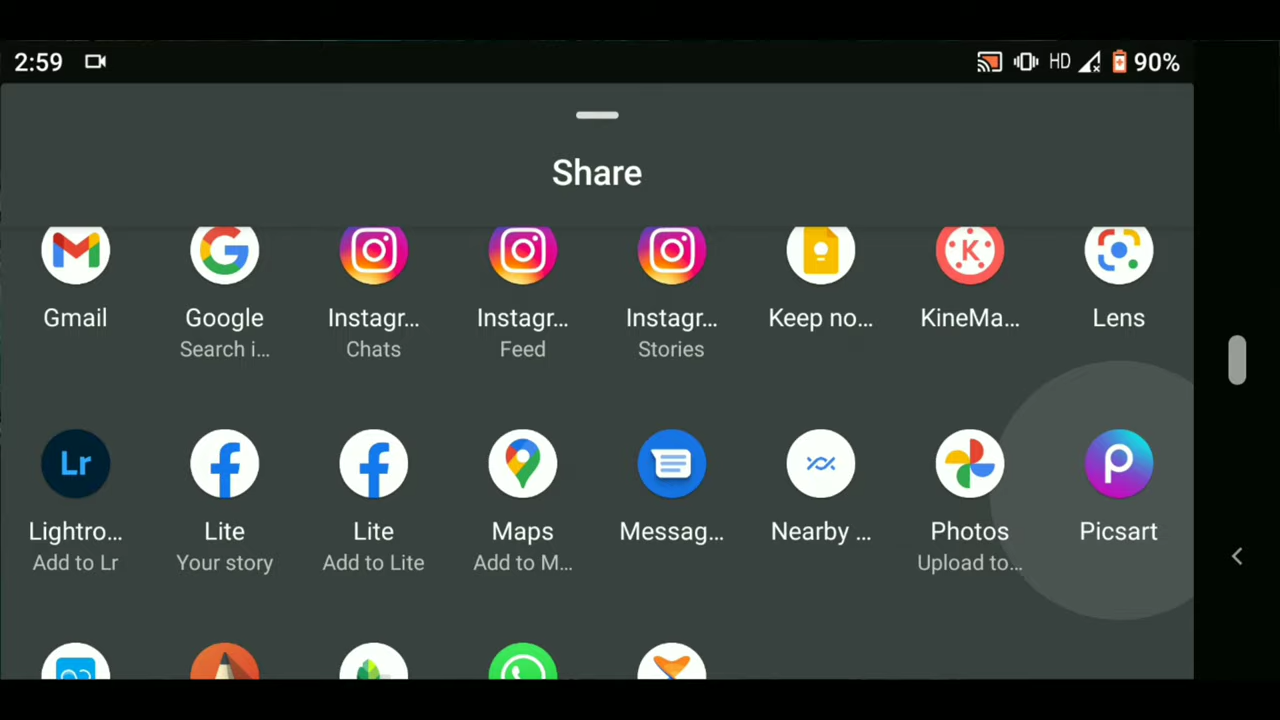 2:59 HD 90%
Share
Gmail Google Instagr... Instagr... Instagr... Keep no... KineMa... Lens
Search i... Chats Feed Stories
Lr
Lightro... Lite Lite Maps Messag... Nearby ... Photos Picsart
Add to Lr Your story Add to Lite Add to M... Upload to...